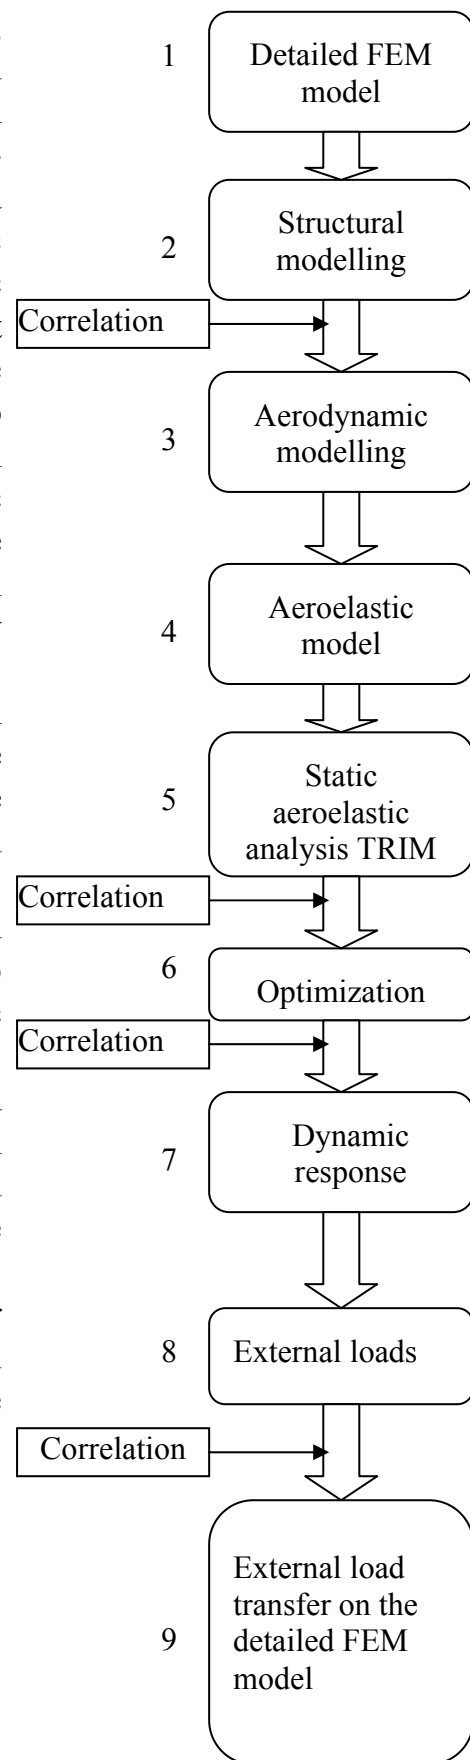 1
Detailed FEM
model
2
Structural
modelling
Correlation
3
Aerodynamic
modelling
4
Aeroelastic
model
5
Static
aeroelastic
analysis TRIM
Correlation
6
Optimization
Correlation
7
Dynamic
response
8
External loads
Correlation
9
External load
transfer on the
detailed FEM
model